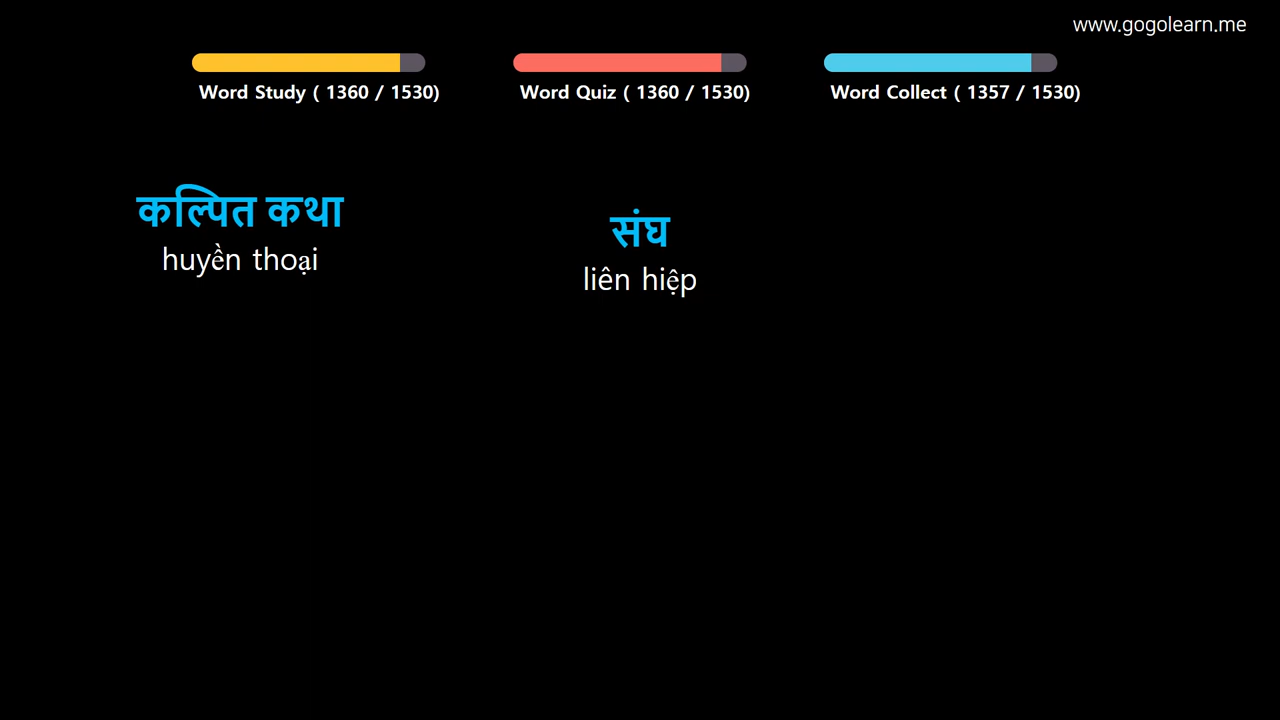 www.gogolearn.me
Word Study ( 1360 / 1530)
Word Quiz ( 1360 / 1530)
Word Collect ( 1357 / 1530)
कल्पित कथा
huyền thoại
संघ
liên hiệp